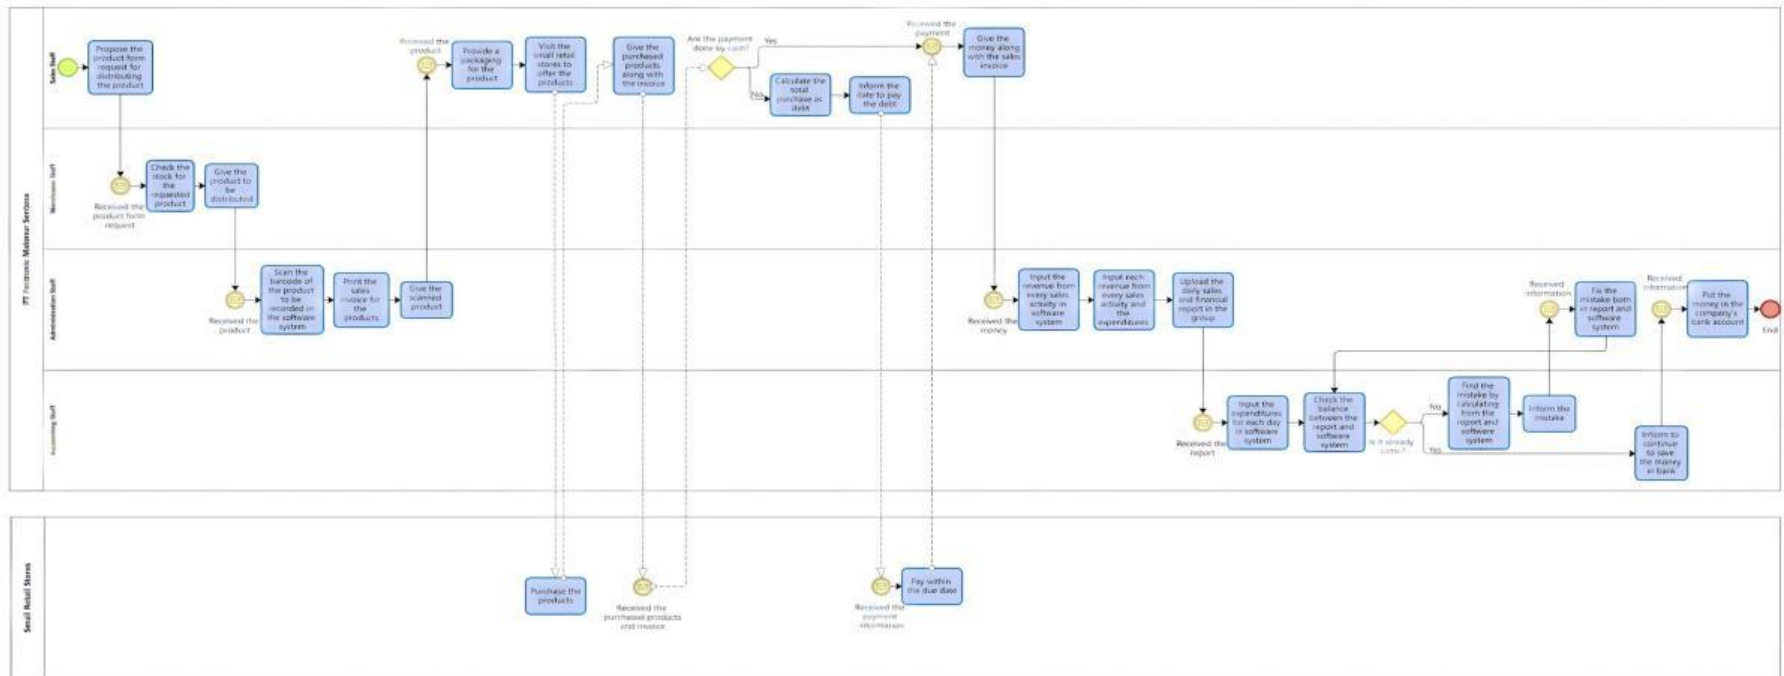 Sales Staff
Propose the
product form
request for
distributing
the product
Received the
product
Provide a
packaging
for the
product
Visit the
small retail
stores to
offer the
products
Give the
purchased
products
along with
the invoice
Are the payment
done by cash?
Yes
No
Calculate the
total
purchase as
debt
Inform the
date to pay
the debt
Received the
payment
Give the
money along
with the sales
invoice
Warehouse Staff
Received the
product form
request
Check the
stock for
the
requested
product
Give the
product to
be
distributed
Administration Staff
Received the
product
Scan the
barcode of
the product
to be
recorded in
the software
system
Print the
sales
invoice for
the
products
Give the
scanned
product
Received the
money
Input the
revenue from
every sales
activity in
software
system
Input each
revenue from
every sales
activity and
the
expenditures
Upload the
daily sales
and financial
report in the
group
Received
information
Fix the
mistake both
in report and
software
system
Received
information
Put the
money in the
company's
bank account
End
Accounting Staff
Received the
report
Input the
expenditures
for each day
in software
system
Check the
balance
between the
report and
software
system
Is it already
same?
No
Yes
Find the
mistake by
calculating
from the
report and
software
system
Inform the
mistake
Inform to
continue
to save
the money
in bank
Small Retail Stores
Purchase the
products
Received the
purchased products
and invoice
Received the
payment
information
Pay within
the due date